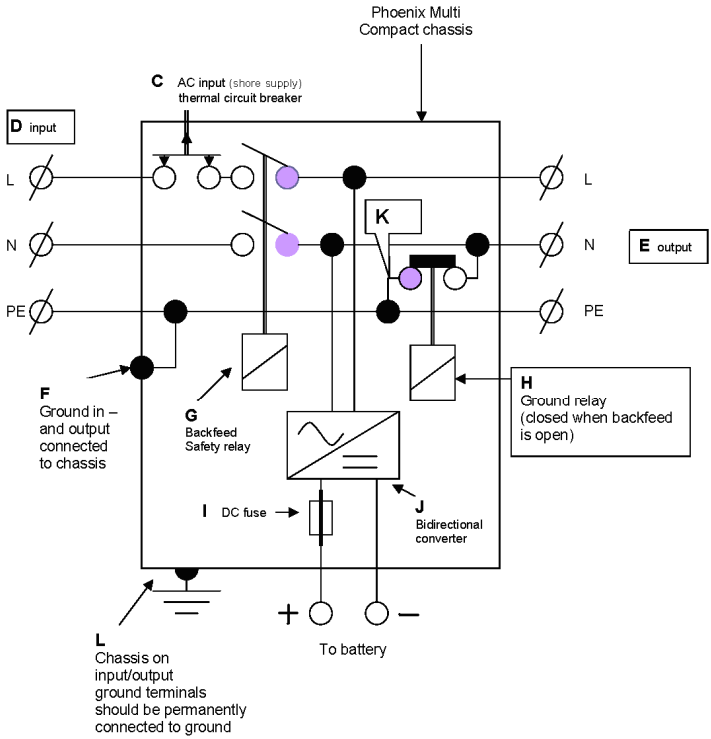 Phoenix Multi
Compact chassis
C AC input (shore supply)
thermal circuit breaker
D input
L
L
N
K
N
E output
PE
PE
F
Ground in –
and output
connected
to chassis
G
Backfeed
Safety relay
H
Ground relay
(closed when backfeed
is open)
I DC fuse
J
Bidirectional
converter
+
–
To battery
L
Chassis on
input/output
ground terminals
should be permanently
connected to ground